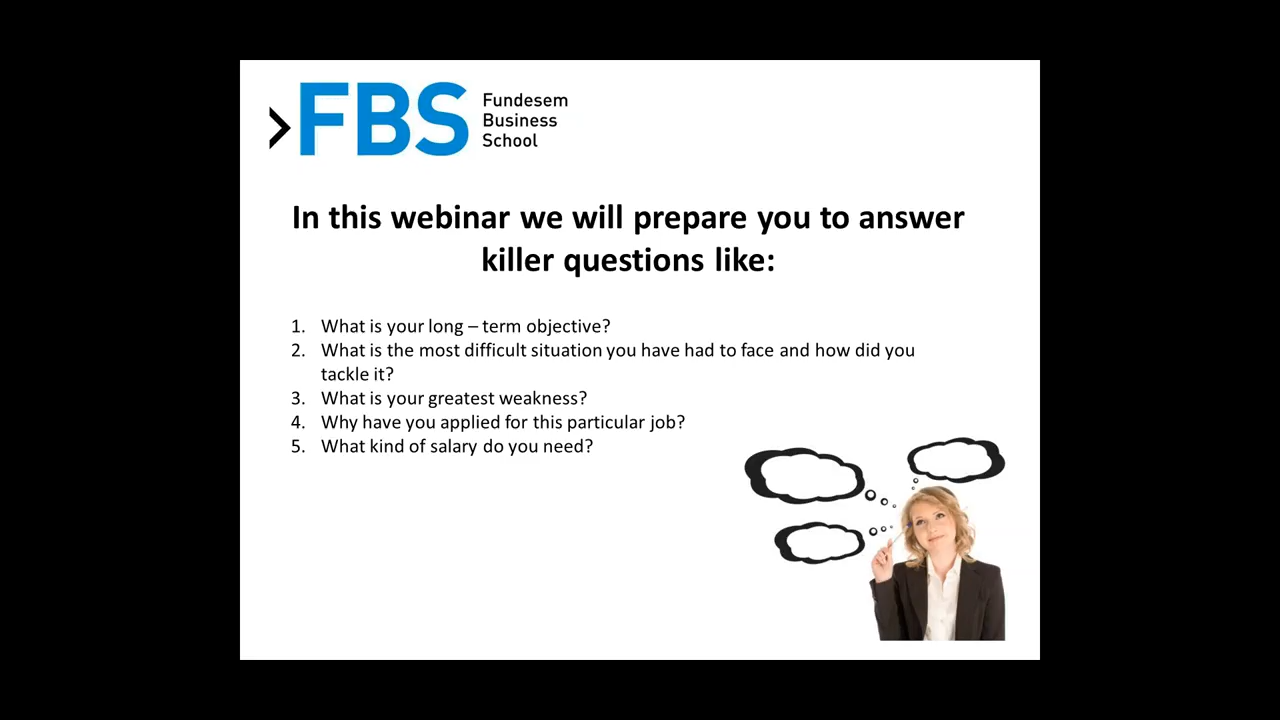 FBS
Fundesem
Business
School
In this webinar we will prepare you to answer
killer questions like:
1. What is your long – term objective?
2. What is the most difficult situation you have had to face and how did you
tackle it?
3. What is your greatest weakness?
4. Why have you applied for this particular job?
5. What kind of salary do you need?